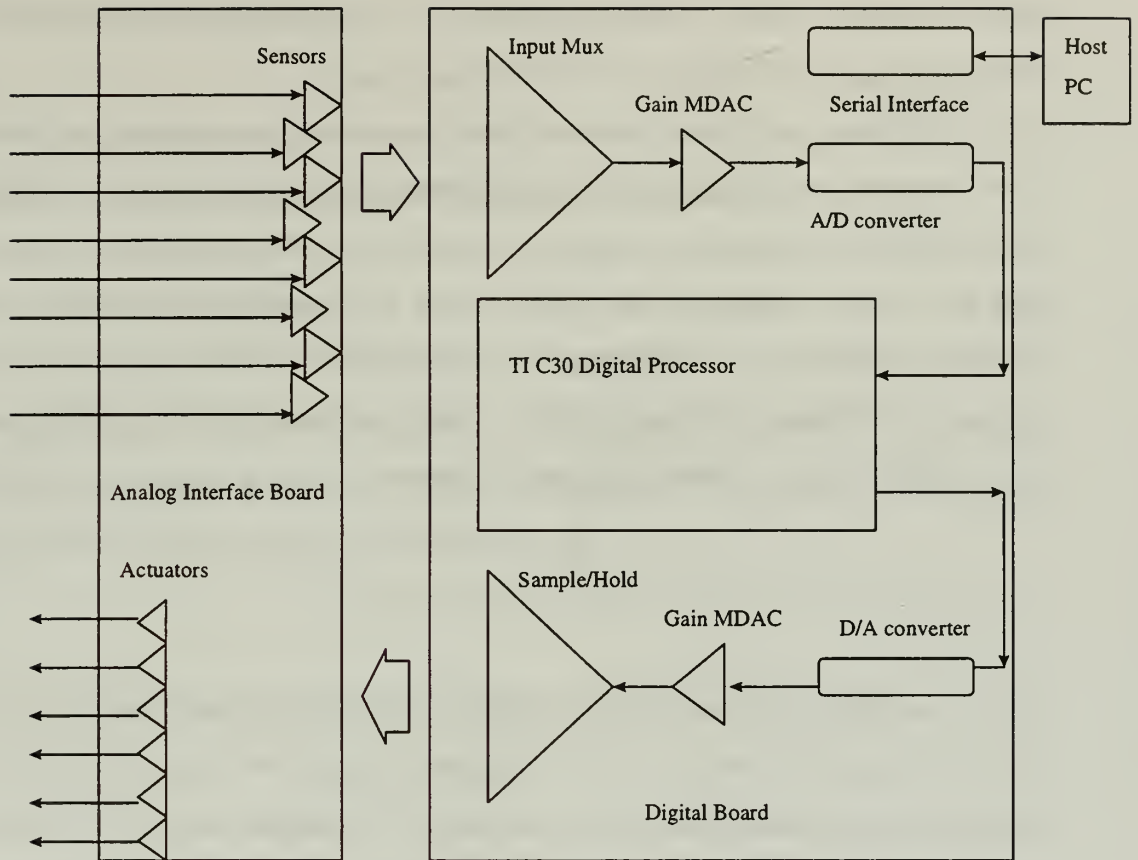 Sensors
Input Mux
Gain MDAC
Serial Interface
Host
PC
A/D converter
TI C30 Digital Processor
Analog Interface Board
Actuators
Sample/Hold
Gain MDAC
D/A converter
Digital Board